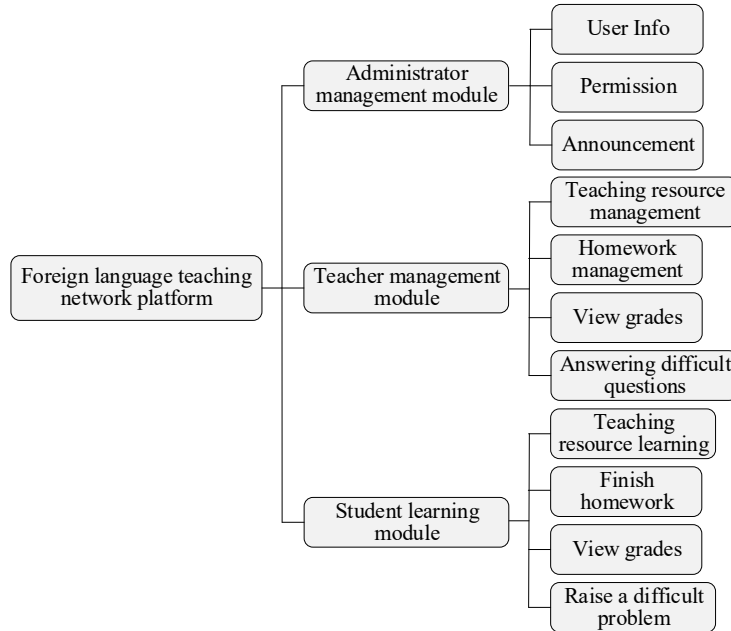 User Info
Administrator
management module
Permission
Announcement
Teaching resource
management
Homework
management
Foreign language teaching
network platform
Teacher management
module
View grades
Answering difficult
questions
Teaching
resource learning
Finish
homework
Student learning
module
View grades
Raise a difficult
problem